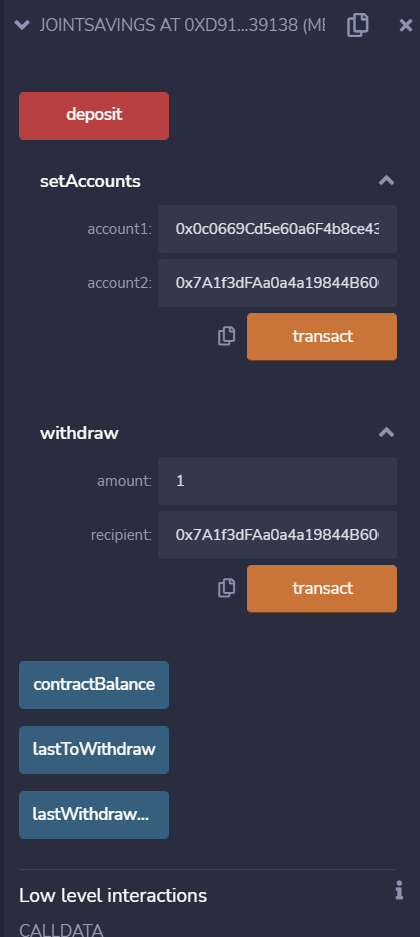 JOINTSAVINGS AT 0XD91...39138 (ME
deposit
setAccounts
account1: 0x0c0669Cd5e60a6F4b8ce43
account2: 0x7A1f3dFAa0a4a19844B60
transact
withdraw
amount: 1
recipient: 0x7A1f3dFAa0a4a19844B60
transact
contractBalance
lastToWithdraw
lastWithdraw...
Low level interactions
CALLDATA